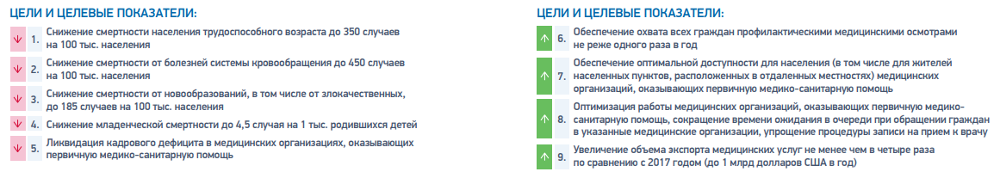 ЦЕЛИ И ЦЕЛЕВЫЕ ПОКАЗАТЕЛИ:
1. Снижение смертности населения трудоспособного возраста до 350 случаев
на 100 тыс. населения
2. Снижение смертности от болезней системы кровообращения до 450 случаев
на 100 тыс. населения
3. Снижение смертности от новообразований, в том числе от злокачественных,
до 185 случаев на 100 тыс. населения
4. Снижение младенческой смертности до 4,5 случая на 1 тыс. родившихся детей
5. Ликвидация кадрового дефицита в медицинских организациях, оказывающих
первичную медико-санитарную помощь
ЦЕЛИ И ЦЕЛЕВЫЕ ПОКАЗАТЕЛИ:
6. Обеспечение охвата всех граждан профилактическими медицинскими осмотрами
не реже одного раза в год
7. Обеспечение оптимальной доступности для населения (в том числе для жителей
населенных пунктов, расположенных в отдаленных местностях) медицинских
организаций, оказывающих первичную медико-санитарную помощь
8. Оптимизация работы медицинских организаций, оказывающих первичную медико-
санитарную помощь, сокращение времени ожидания в очереди при обращении граждан
в указанные медицинские организации, упрощение процедуры записи на прием к врачу
9. Увеличение объема экспорта медицинских услуг не менее чем в четыре раза
по сравнению с 2017 годом (до 1 млрд долларов США в год)